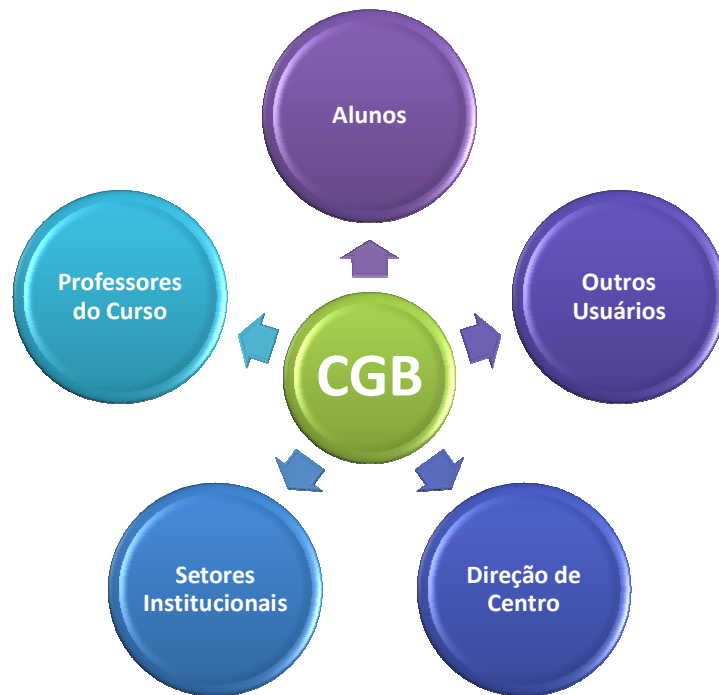 Alunos
Professores
do Curso
Outros
Usuários
CGB
Setores
Institucionais
Direção de
Centro